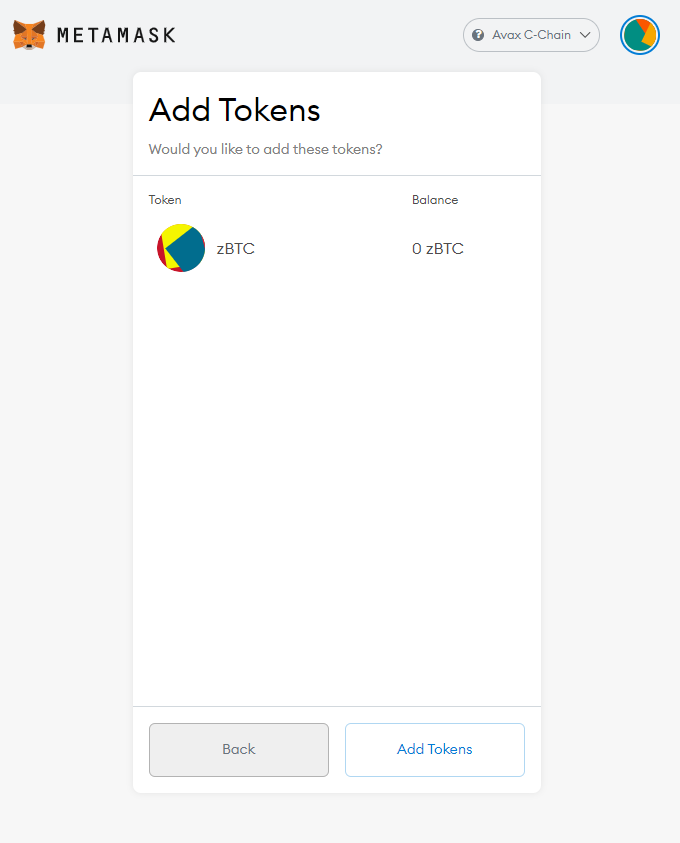 METAMASK
? Avax C-Chain
Add Tokens
Would you like to add these tokens?
Token Balance
zBTC 0 zBTC
Back Add Tokens